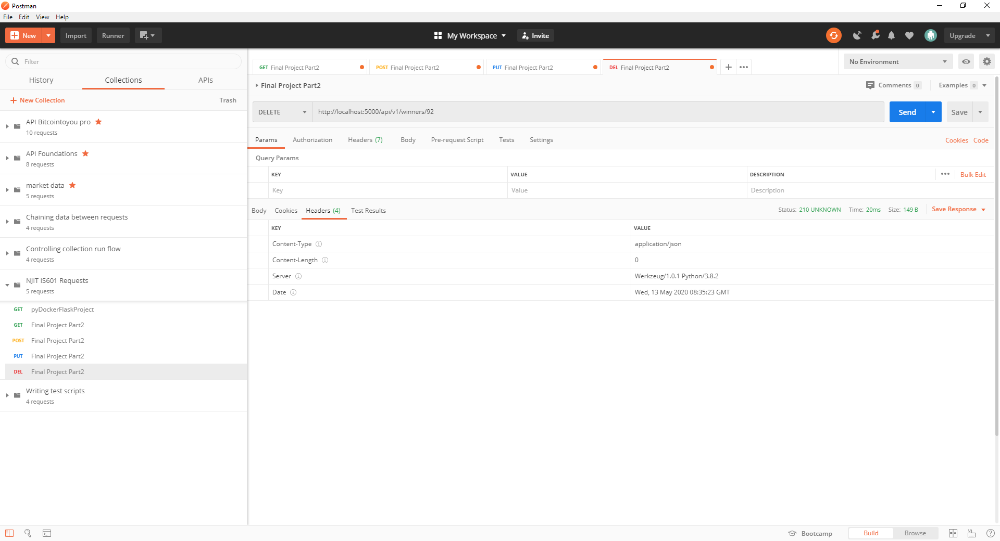 Postman
File Edit View Help
New Import Runner My Workspace Invite Upgrade
Filter
History Collections APIs
New Collection Trash
API Bitcointoyou pro
10 requests
API Foundations
8 requests
market data
5 requests
Chaining data between requests
4 requests
Controlling collection run flow
4 requests
NJIT IS601 Requests
5 requests
GET pyDockerFlaskProject
GET Final Project Part2
POST Final Project Part2
PUT Final Project Part2
DEL Final Project Part2
Writing test scripts
4 requests
GET Final Project Part2 POST Final Project Part2 PUT Final Project Part2 DEL Final Project Part2
No Environment
Final Project Part2 Comments 0 Examples 0
DELETE http://localhost:5000/api/v1/winners/92 Send Save
Params Authorization Headers (7) Body Pre-request Script Tests Settings Cookies Code
Query Params
KEY VALUE DESCRIPTION Bulk Edit
Key Value Description
Body Cookies Headers (4) Test Results Status: 210 UNKNOWN Time: 20ms Size: 149 B Save Response
KEY VALUE
Content-Type application/json
Content-Length 0
Server Werkzeug/1.0.1 Python/3.8.2
Date Wed, 13 May 2020 08:35:23 GMT
Bootcamp Build Browse